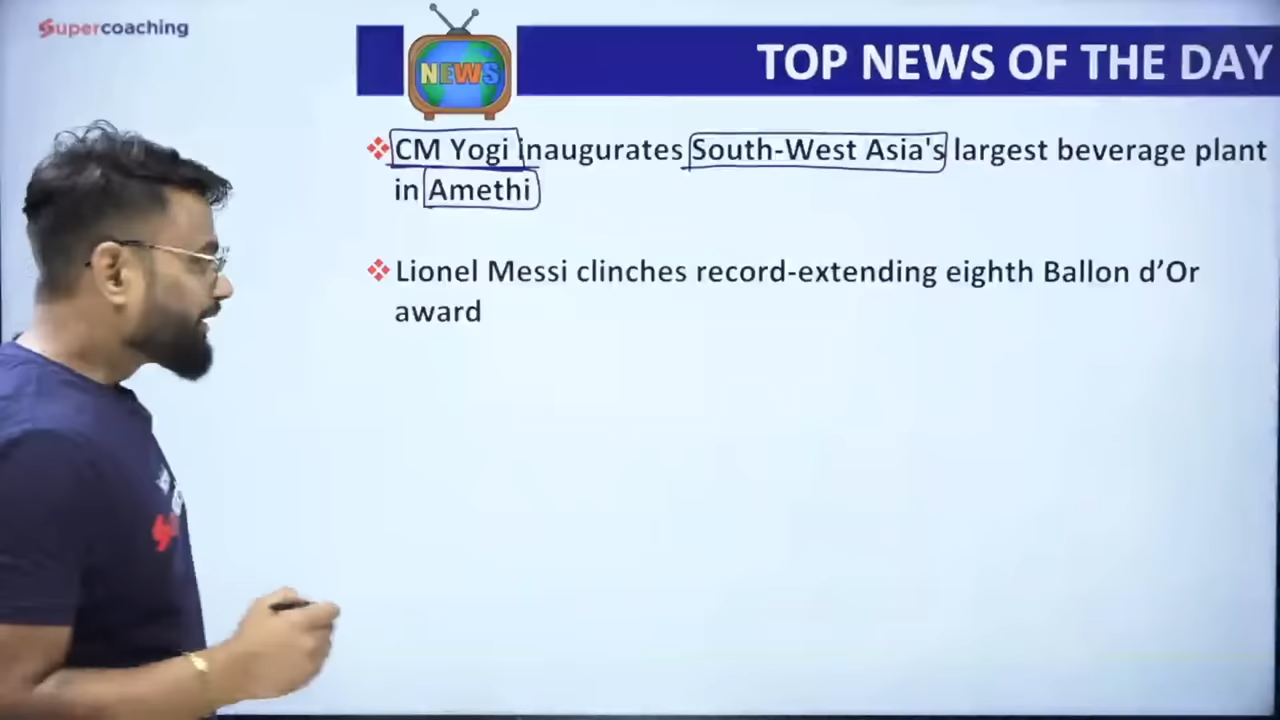 Supercoaching
NEWS
TOP NEWS OF THE DAY
CM Yogi inaugurates South-West Asia's largest beverage plant
in Amethi
Lionel Messi clinches record-extending eighth Ballon d’Or
award